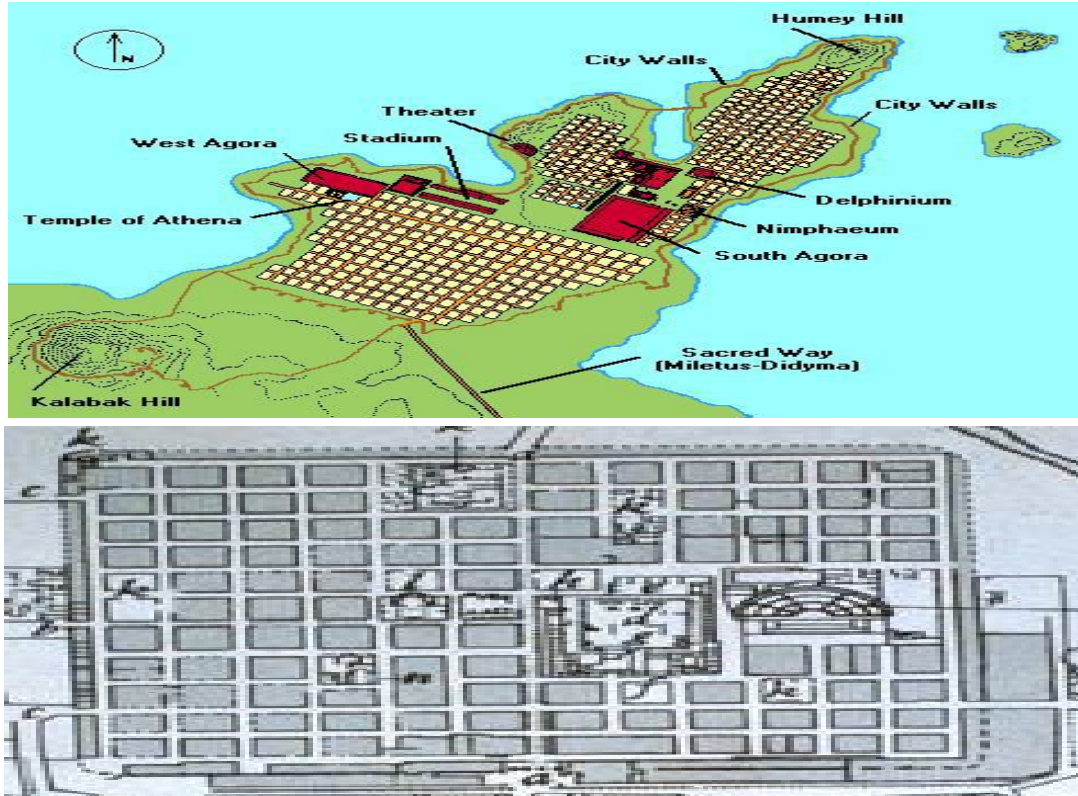 Humey Hill
City Walls
City Walls
Theater
Stadium
West Agora
Temple of Athena
Delphinium
Nimphaeum
South Agora
Sacred Way
(Miletus-Didyma)
Kalabak Hill
N